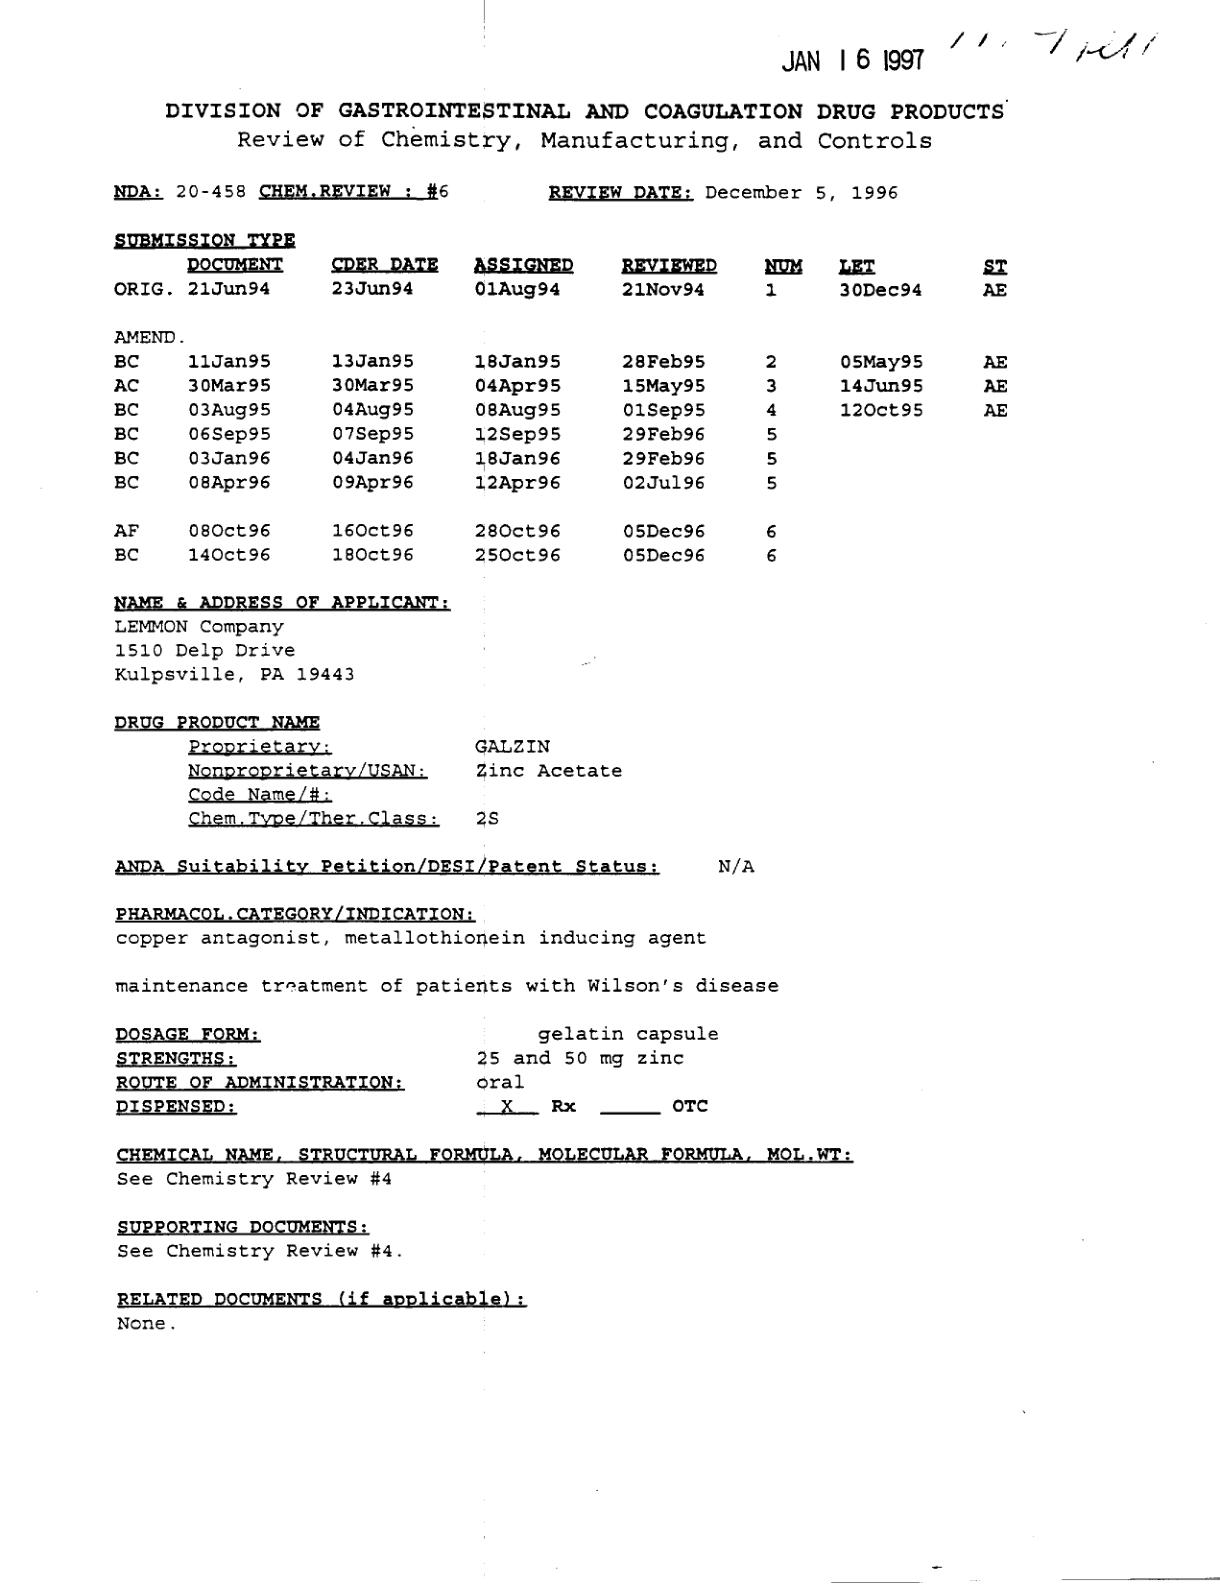 JAN 16 1997
DIVISION OF GASTROINTESTINAL AND COAGULATION DRUG PRODUCTS
Review of Chemistry, Manufacturing, and Controls
NDA: 20-458 CHEM.REVIEW : #6 REVIEW DATE: December 5, 1996
SUBMISSION TYPE
DOCUMENT CDER DATE ASSIGNED REVIEWED NUM LET ST
ORIG. 21Jun94 23Jun94 01Aug94 21Nov94 1 30Dec94 AE
AMEND.
BC 11Jan95 13Jan95 18Jan95 28Feb95 2 05May95 AE
AC 30Mar95 30Mar95 04Apr95 15May95 3 14Jun95 AE
BC 03Aug95 04Aug95 08Aug95 01Sep95 4 12Oct95 AE
BC 06Sep95 07Sep95 12Sep95 29Feb96 5
BC 03Jan96 04Jan96 18Jan96 29Feb96 5
BC 08Apr96 09Apr96 12Apr96 02Jul96 5
AF 08Oct96 16Oct96 28Oct96 05Dec96 6
BC 14Oct96 18Oct96 25Oct96 05Dec96 6
NAME & ADDRESS OF APPLICANT:
LEMMON Company
1510 Delp Drive
Kulpsville, PA 19443
DRUG PRODUCT NAME
Proprietary: GALZIN
Nonproprietary/USAN: Zinc Acetate
Code Name/#:
Chem.Type/Ther.Class: 2S
ANDA Suitability Petition/DESI/Patent Status: N/A
PHARMACOL.CATEGORY/INDICATION:
copper antagonist, metallothionein inducing agent
maintenance treatment of patients with Wilson's disease
DOSAGE FORM: gelatin capsule
STRENGTHS: 25 and 50 mg zinc
ROUTE OF ADMINISTRATION: oral
DISPENSED: __X__ Rx _____ OTC
CHEMICAL NAME, STRUCTURAL FORMULA, MOLECULAR FORMULA, MOL.WT:
See Chemistry Review #4
SUPPORTING DOCUMENTS:
See Chemistry Review #4.
RELATED DOCUMENTS (if applicable):
None.